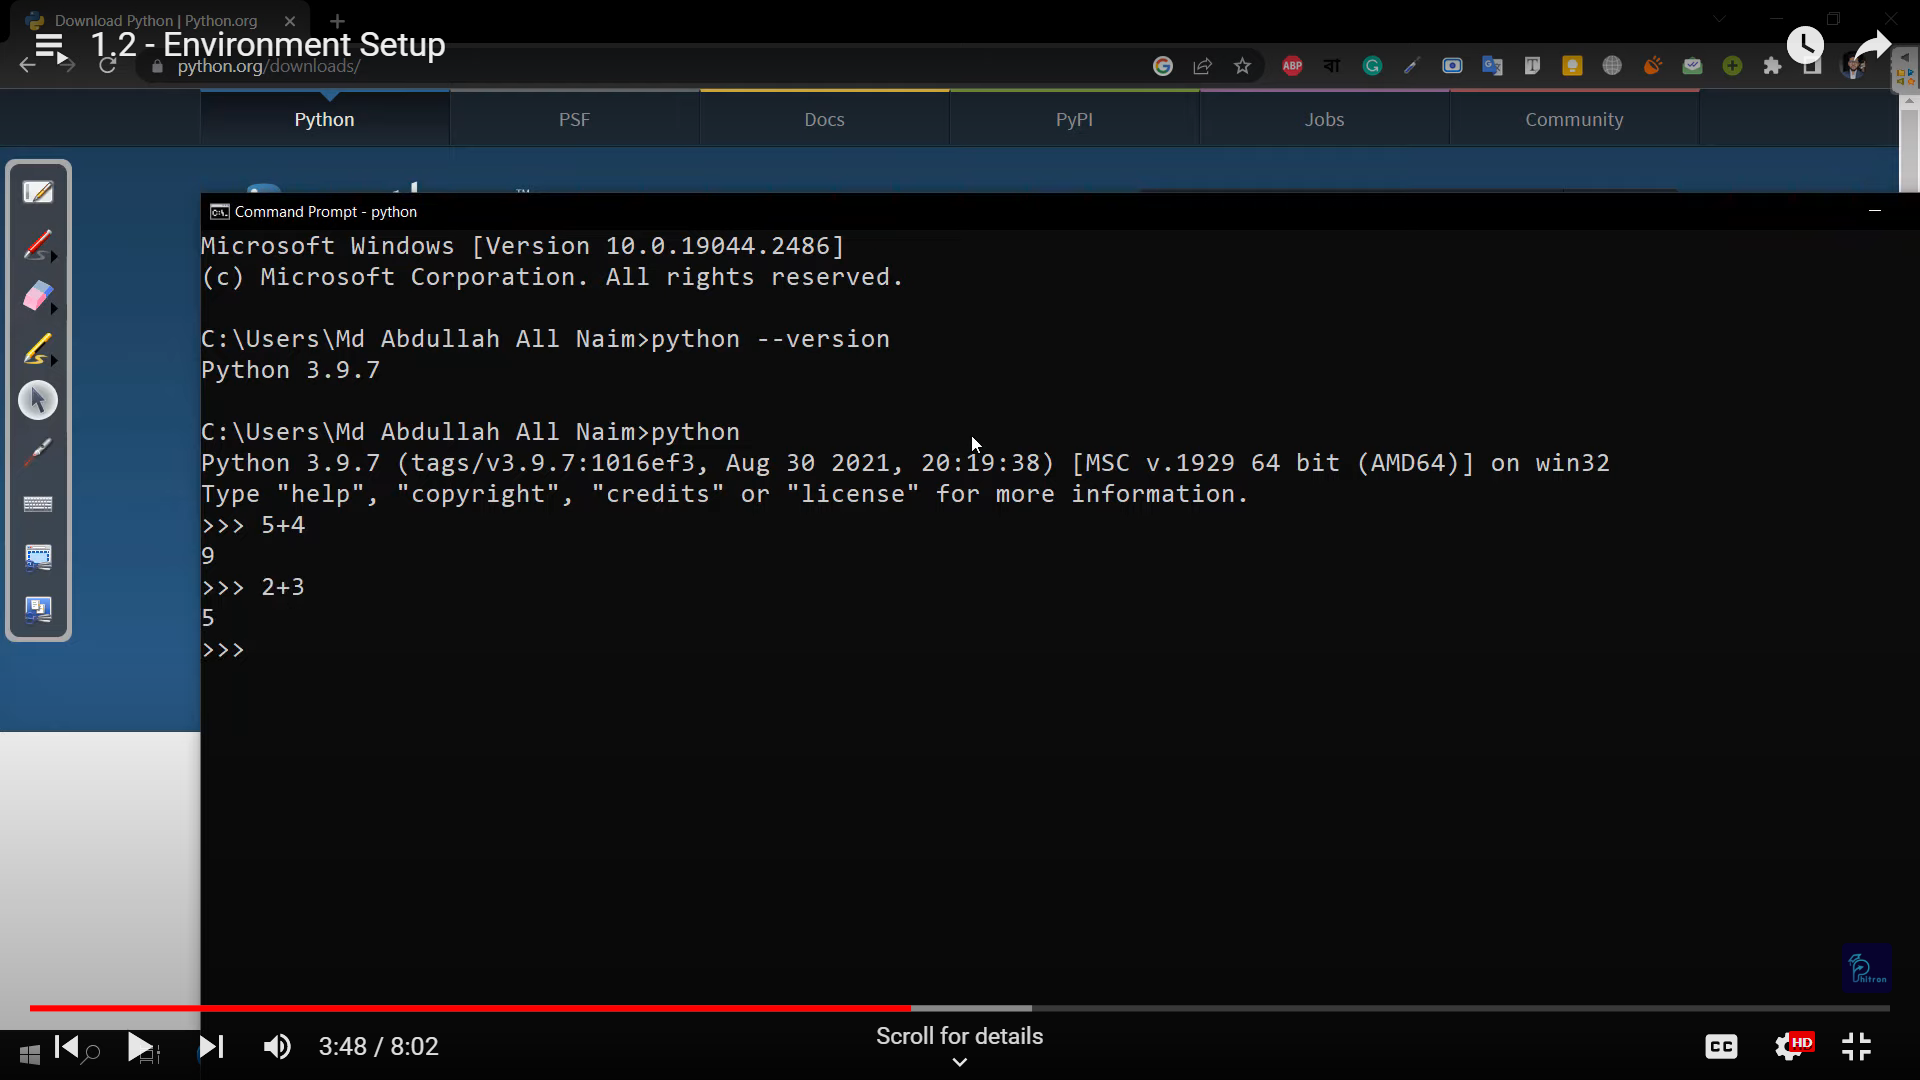 Download Python | Python.org
1.2 - Environment Setup
python.org/downloads/
ABP বা
Python PSF Docs PyPI Jobs Community
Command Prompt - python
Microsoft Windows [Version 10.0.19044.2486]
(c) Microsoft Corporation. All rights reserved.
C:\Users\Md Abdullah All Naim>python --version
Python 3.9.7
C:\Users\Md Abdullah All Naim>python
Python 3.9.7 (tags/v3.9.7:1016ef3, Aug 30 2021, 20:19:38) [MSC v.1929 64 bit (AMD64)] on win32
Type "help", "copyright", "credits" or "license" for more information.
>>> 5+4
9
>>> 2+3
5
>>>
Phitron
Scroll for details
3:48 / 8:02
CC HD